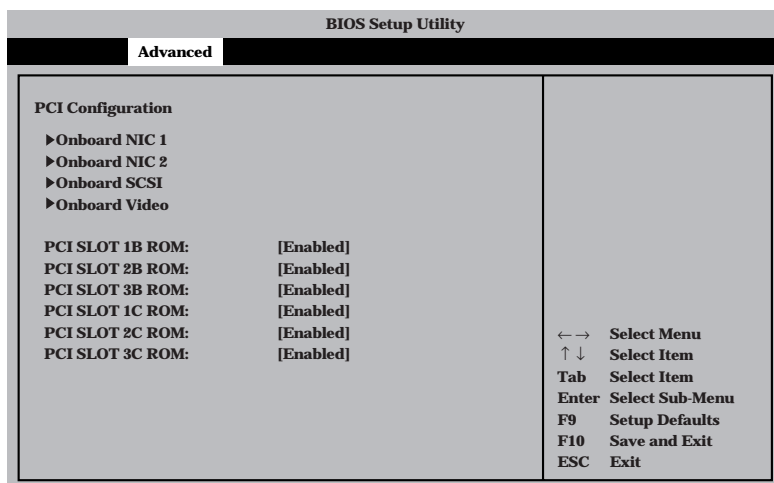 BIOS Setup Utility
Advanced
PCI Configuration
▶Onboard NIC 1
▶Onboard NIC 2
▶Onboard SCSI
▶Onboard Video
PCI SLOT 1B ROM: [Enabled]
PCI SLOT 2B ROM: [Enabled]
PCI SLOT 3B ROM: [Enabled]
PCI SLOT 1C ROM: [Enabled]
PCI SLOT 2C ROM: [Enabled]
PCI SLOT 3C ROM: [Enabled]
←→ Select Menu
↑↓ Select Item
Tab Select Item
Enter Select Sub-Menu
F9 Setup Defaults
F10 Save and Exit
ESC Exit